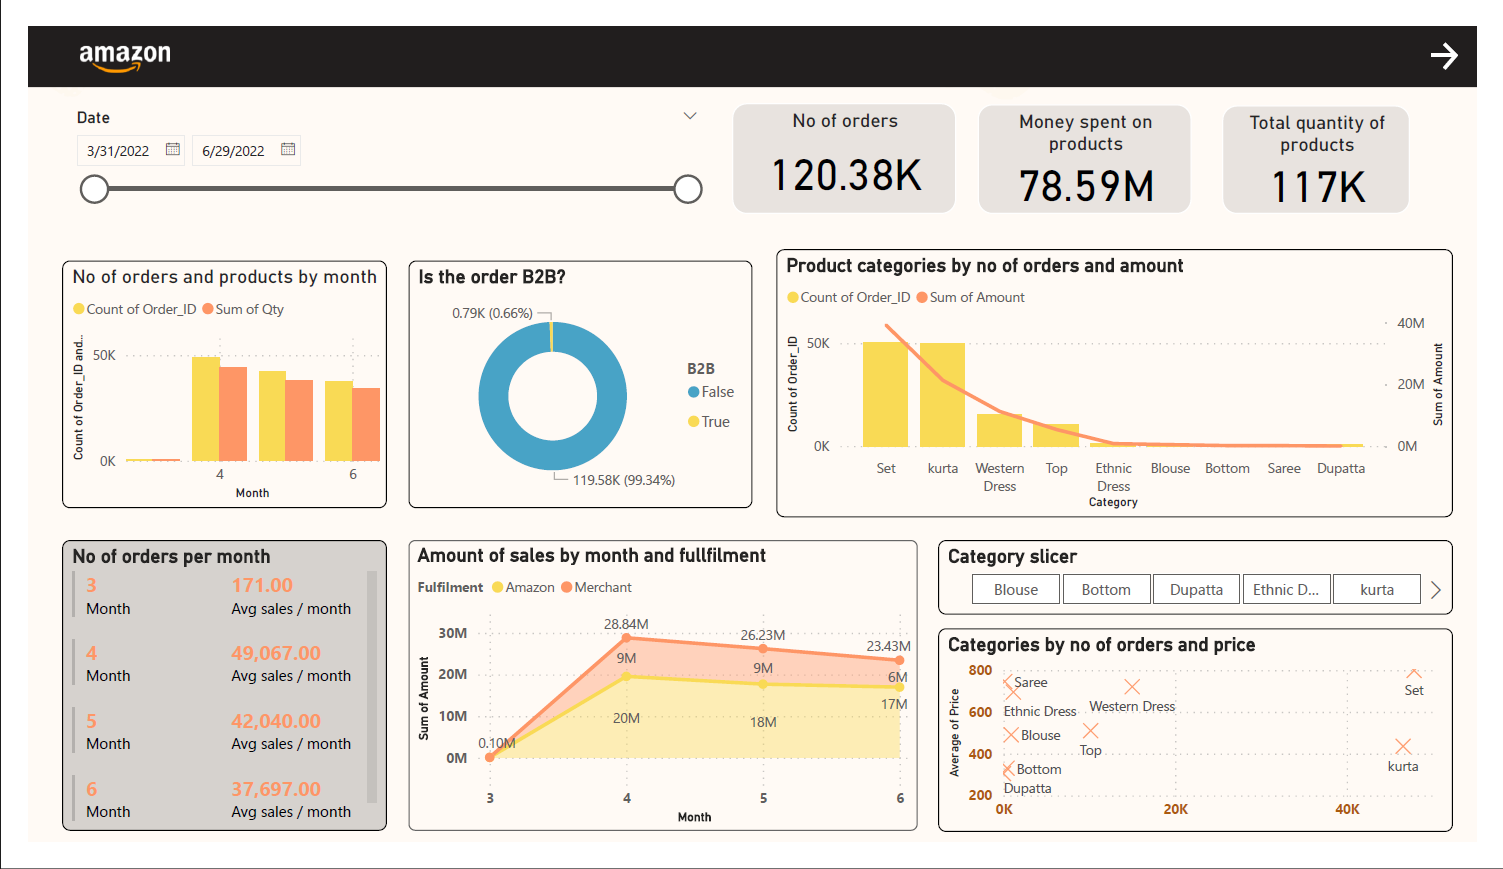 amazon
Date
3/31/2022
6/29/2022
No of orders
120.38K
Money spent on
products
78.59M
Total quantity of
products
117K
No of orders and products by month
Count of Order_ID
Sum of Qty
Count of Order_ID and...
50K
0K
4
6
Month
Is the order B2B?
0.79K (0.66%)
119.58K (99.34%)
B2B
False
True
Product categories by no of orders and amount
Count of Order_ID
Sum of Amount
Count of Order_ID
50K
0K
40M
20M
0M
Sum of Amount
Set
kurta
Western
Dress
Top
Ethnic
Dress
Blouse
Bottom
Saree
Dupatta
Category
No of orders per month
3
171.00
Month
Avg sales / month
4
49,067.00
Month
Avg sales / month
5
42,040.00
Month
Avg sales / month
6
37,697.00
Month
Avg sales / month
Amount of sales by month and fullfilment
Fulfilment
Amazon
Merchant
Sum of Amount
30M
20M
10M
0M
28.84M
26.23M
23.43M
9M
9M
6M
20M
18M
17M
0.10M
3
4
5
6
Month
Category slicer
Blouse
Bottom
Dupatta
Ethnic D...
kurta
Categories by no of orders and price
Average of Price
800
600
400
200
Saree
Ethnic Dress
Western Dress
Set
Blouse
Top
kurta
Bottom
Dupatta
0K
20K
40K